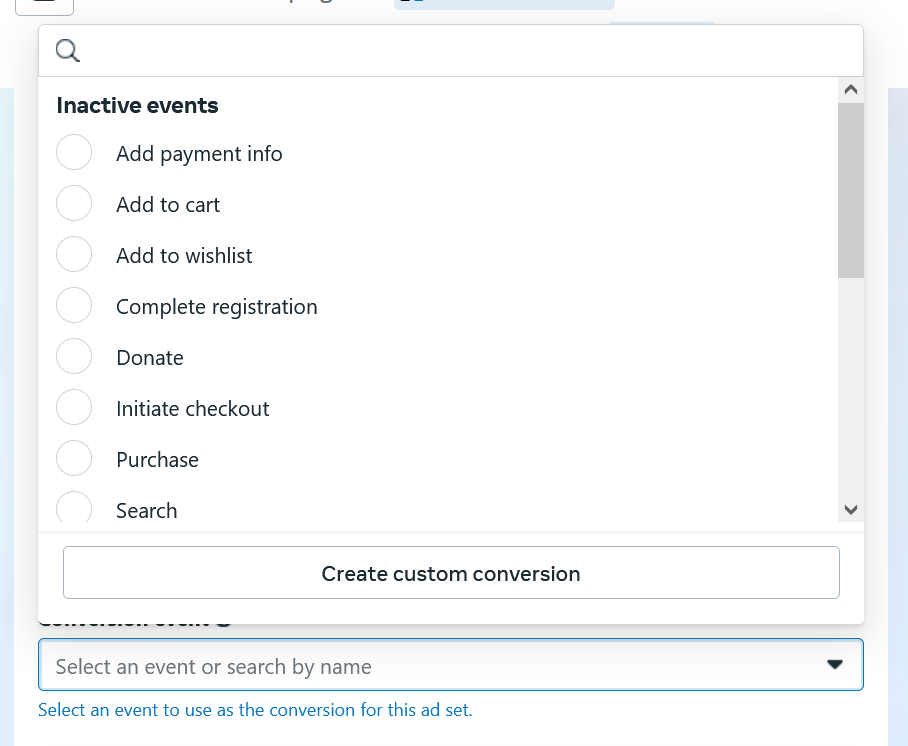 Inactive events
Add payment info
Add to cart
Add to wishlist
Complete registration
Donate
Initiate checkout
Purchase
Search
Create custom conversion
Conversion event
Select an event or search by name
Select an event to use as the conversion for this ad set.